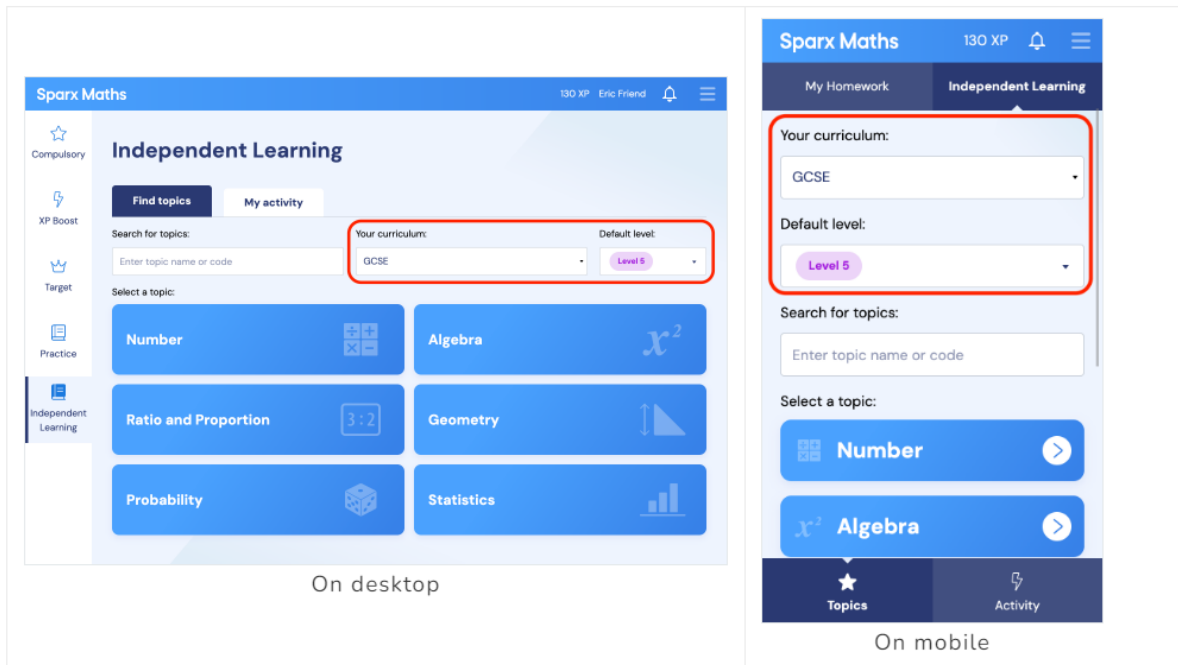 Sparx Maths
130 XP Eric Friend
Compulsory
XP Boost
Target
Practice
Independent
Learning
Independent Learning
Find topics
My activity
Search for topics:
Your curriculum:
Default level:
Enter topic name or code
GCSE
Level 5
Select a topic:
Number
÷ +
× −
Algebra
x²
Ratio and Proportion
3:2
Geometry
Probability
Statistics
On desktop
Sparx Maths
130 XP
My Homework
Independent Learning
Your curriculum:
GCSE
Default level:
Level 5
Search for topics:
Enter topic name or code
Select a topic:
Number
x² Algebra
Topics
Activity
On mobile